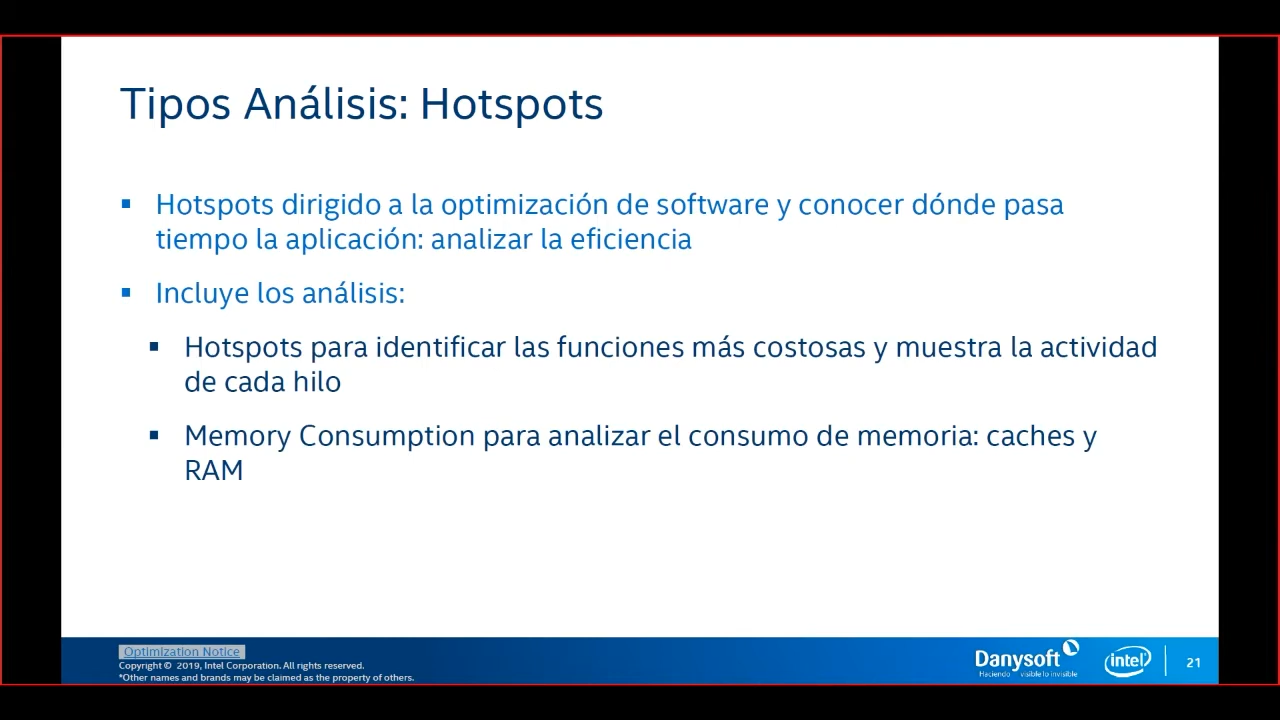 Tipos Análisis: Hotspots
▪ Hotspots dirigido a la optimización de software y conocer dónde pasa
tiempo la aplicación: analizar la eficiencia
▪ Incluye los análisis:
▪ Hotspots para identificar las funciones más costosas y muestra la actividad
de cada hilo
▪ Memory Consumption para analizar el consumo de memoria: caches y
RAM
Optimization Notice
Copyright © 2019, Intel Corporation. All rights reserved.
*Other names and brands may be claimed as the property of others.
Danysoft
Haciendo visible lo invisible
intel
21